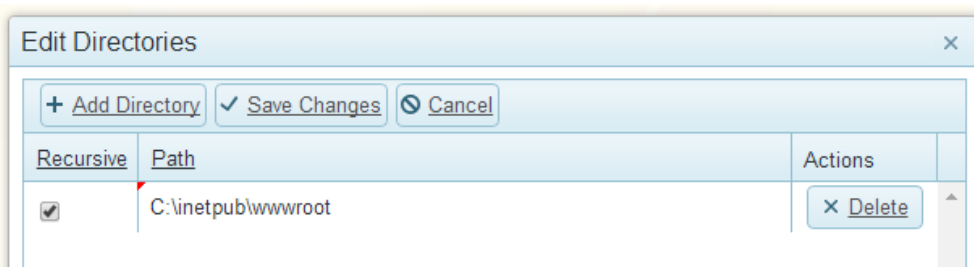 Edit Directories
Add Directory Save Changes Cancel
Recursive Path Actions
C:\inetpub\wwwroot Delete